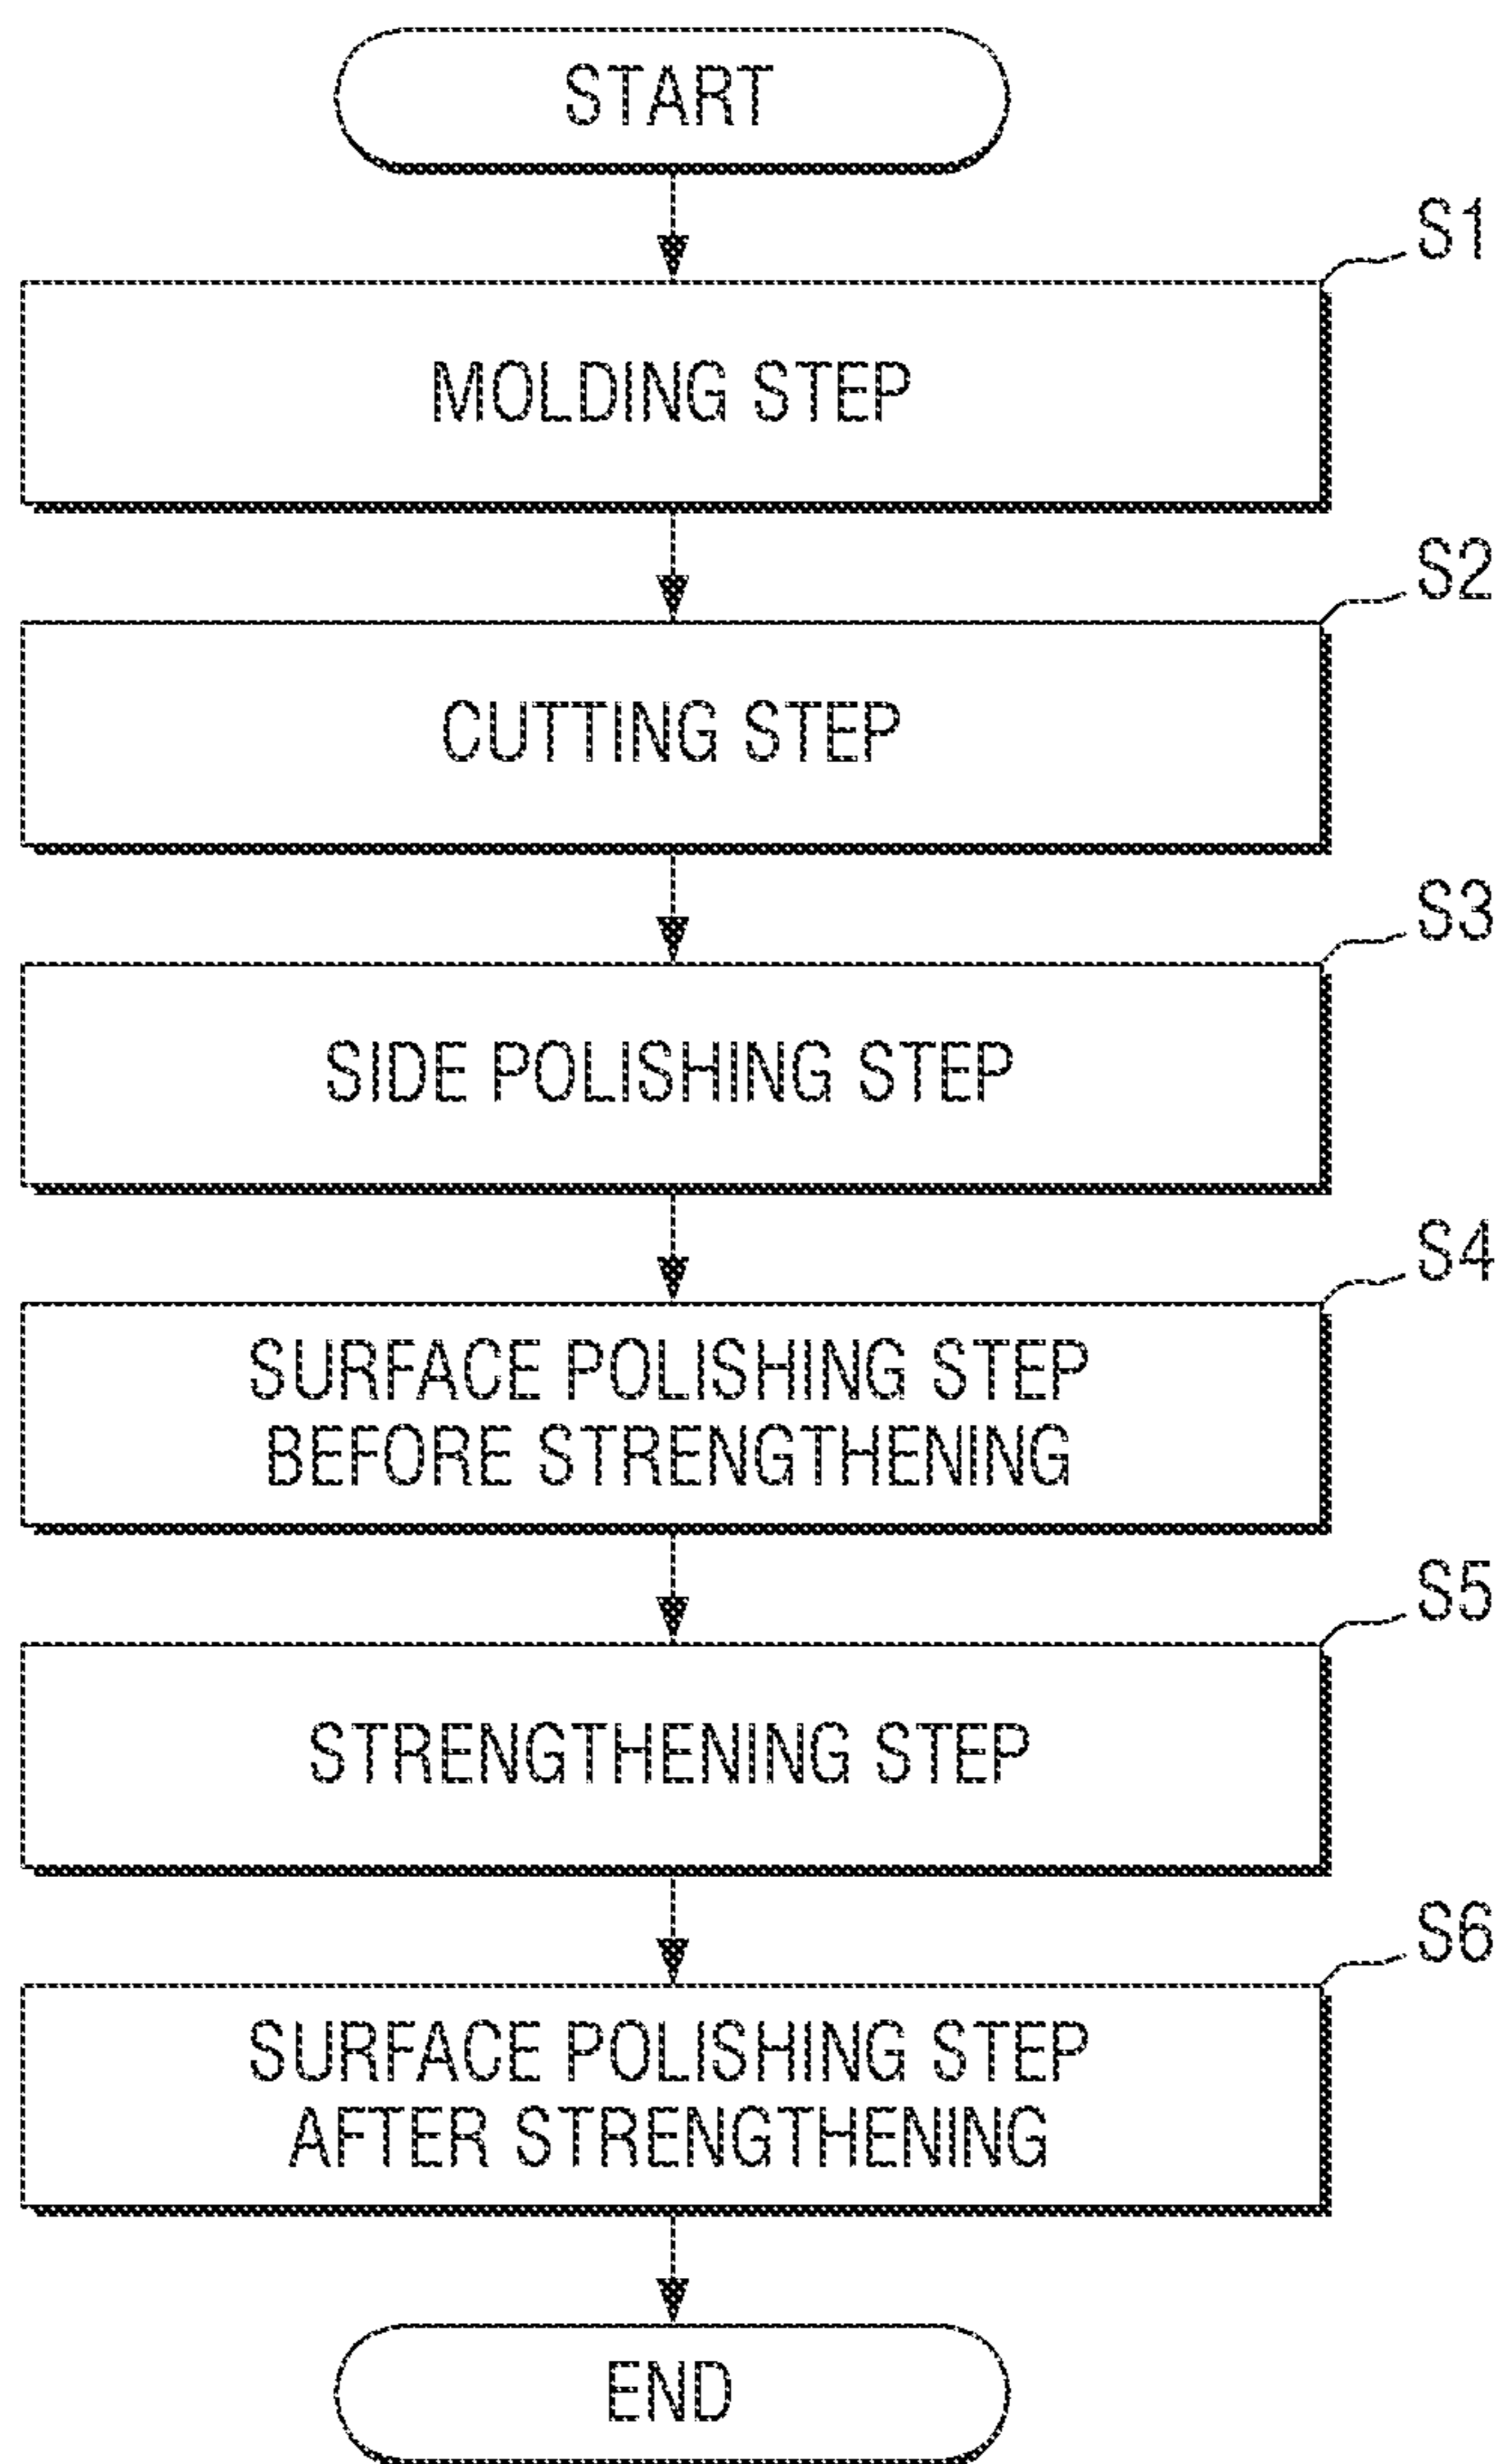 START
S1
MOLDING STEP
S2
CUTTING STEP
S3
SIDE POLISHING STEP
S4
SURFACE POLISHING STEP
BEFORE STRENGTHENING
S5
STRENGTHENING STEP
S6
SURFACE POLISHING STEP
AFTER STRENGTHENING
END